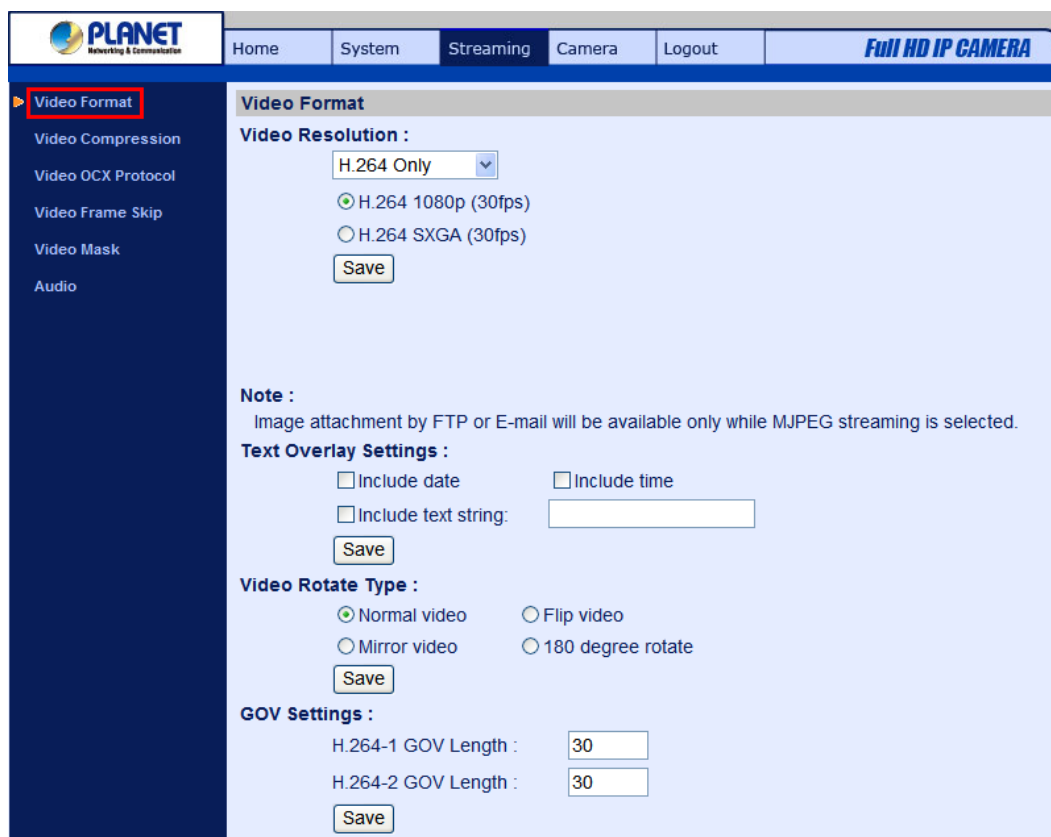 PLANET
Networking & Communication
Home System Streaming Camera Logout Full HD IP CAMERA
Video Format
Video Compression
Video OCX Protocol
Video Frame Skip
Video Mask
Audio
Video Format
Video Resolution :
H.264 Only
H.264 1080p (30fps)
H.264 SXGA (30fps)
Save
Note :
Image attachment by FTP or E-mail will be available only while MJPEG streaming is selected.
Text Overlay Settings :
Include date Include time
Include text string:
Save
Video Rotate Type :
Normal video Flip video
Mirror video 180 degree rotate
Save
GOV Settings :
H.264-1 GOV Length : 30
H.264-2 GOV Length : 30
Save